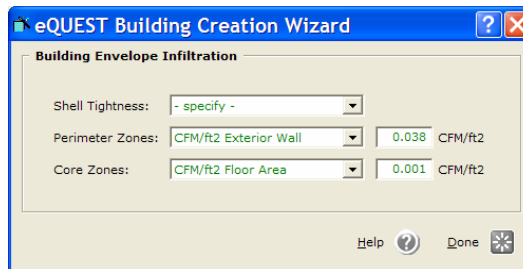 eQUEST Building Creation Wizard
Building Envelope Infiltration
Shell Tightness: - specify -
Perimeter Zones: CFM/ft2 Exterior Wall 0.038 CFM/ft2
Core Zones: CFM/ft2 Floor Area 0.001 CFM/ft2
Help ? Done